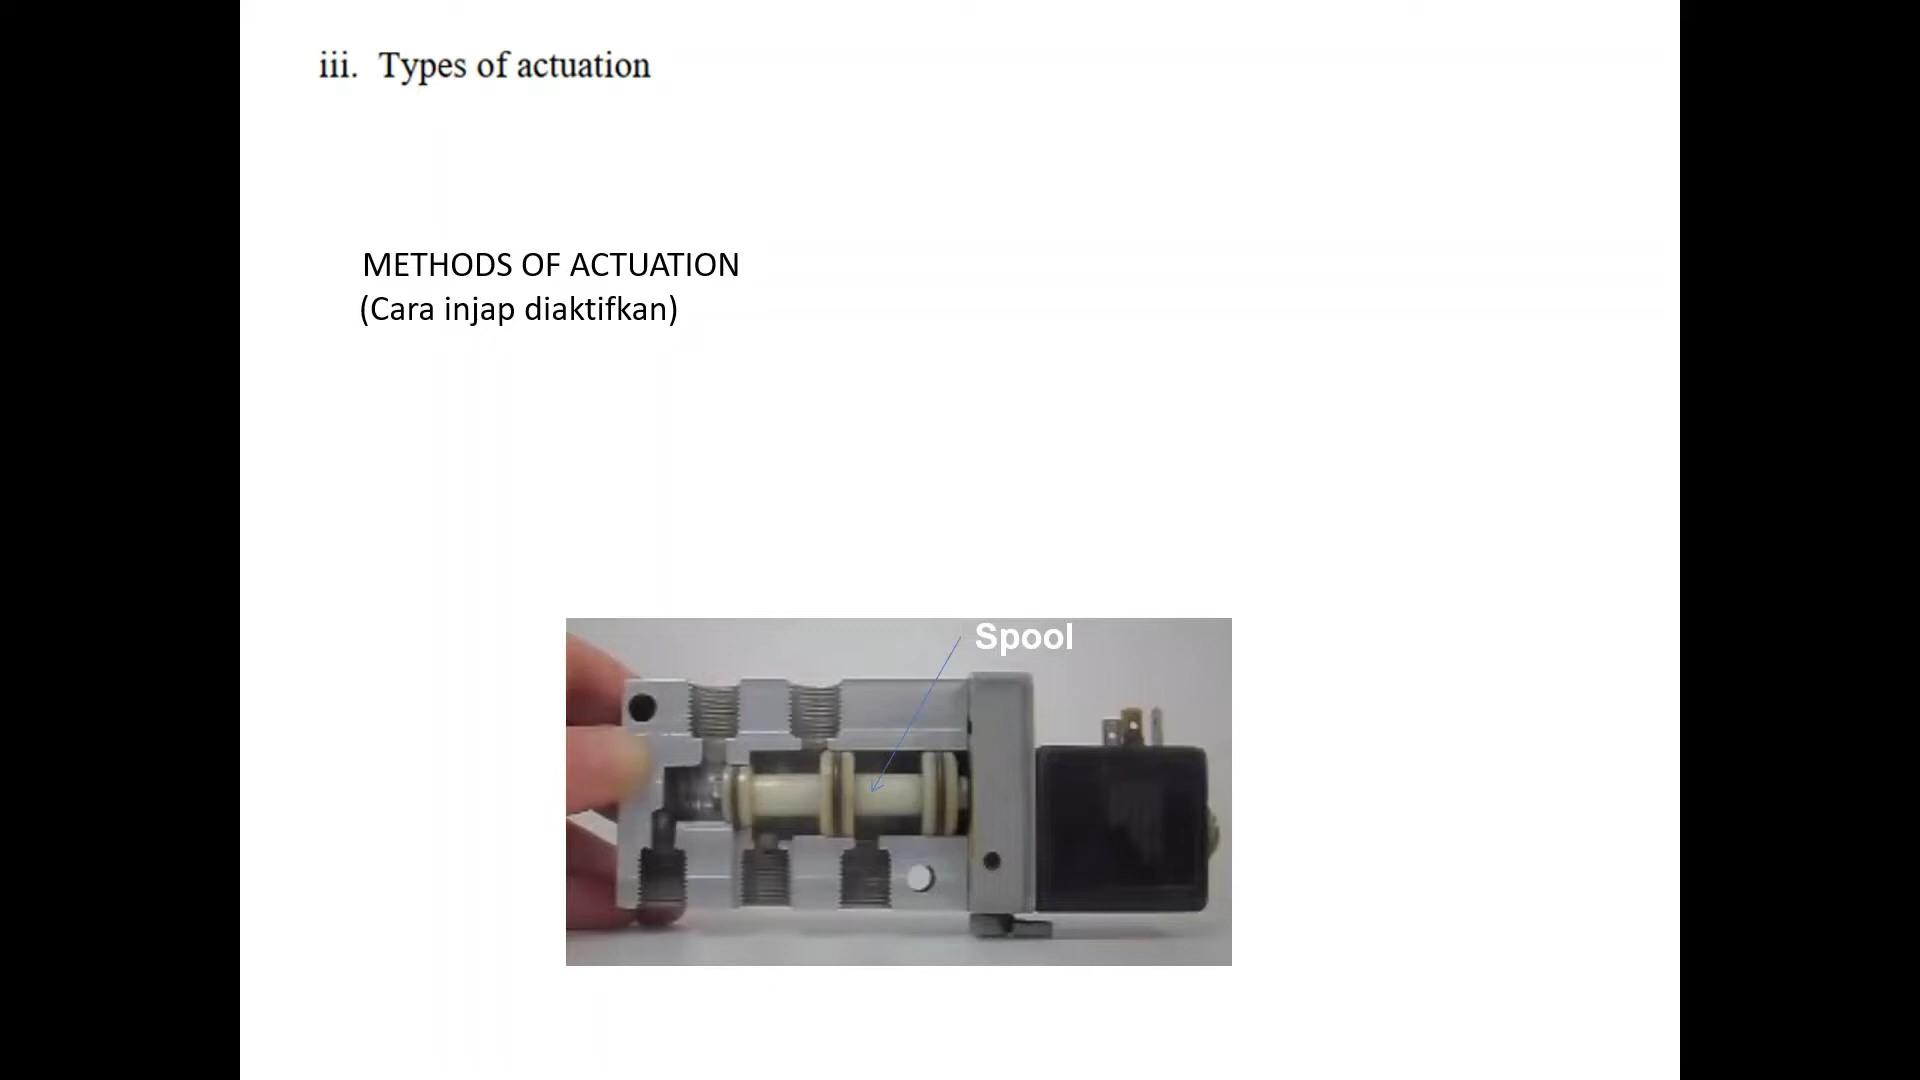 iii. Types of actuation
METHODS OF ACTUATION
(Cara injap diaktifkan)
Spool